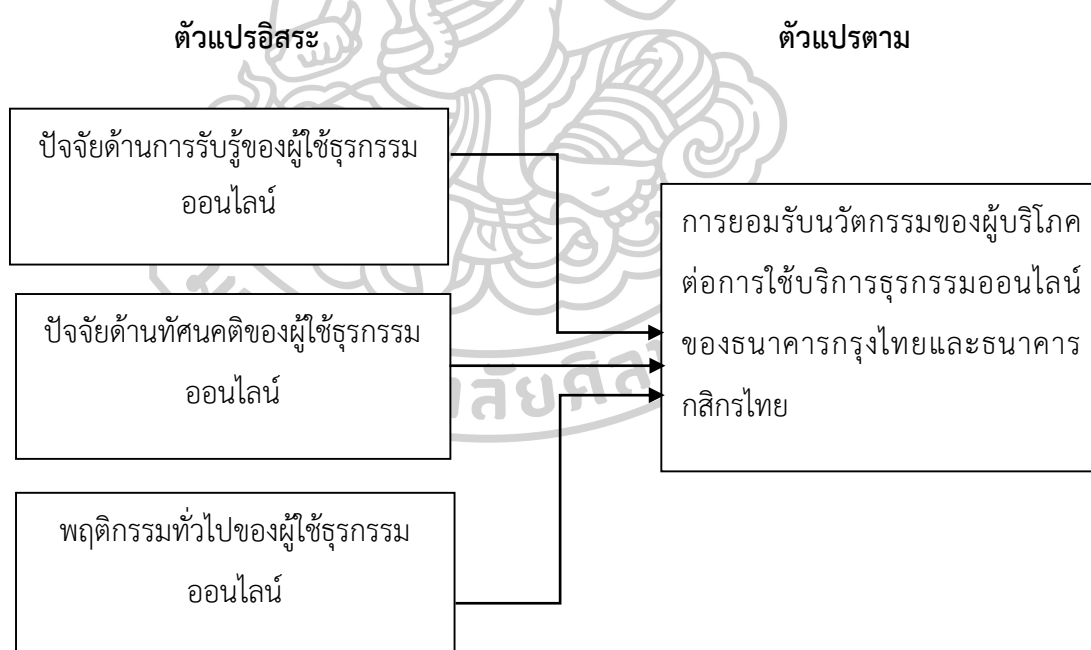 ตัวแปรอิสระ
ตัวแปรตาม
ปัจจัยด้านการรับรู้ของผู้ใช้ธุรกรรม
ออนไลน์
ปัจจัยด้านทัศนคติของผู้ใช้ธุรกรรม
ออนไลน์
พฤติกรรมทั่วไปของผู้ใช้ธุรกรรม
ออนไลน์
การยอมรับนวัตกรรมของผู้บริโภค
ต่อการใช้บริการธุรกรรมออนไลน์
ของธนาคารกรุงไทยและธนาคาร
กสิกรไทย